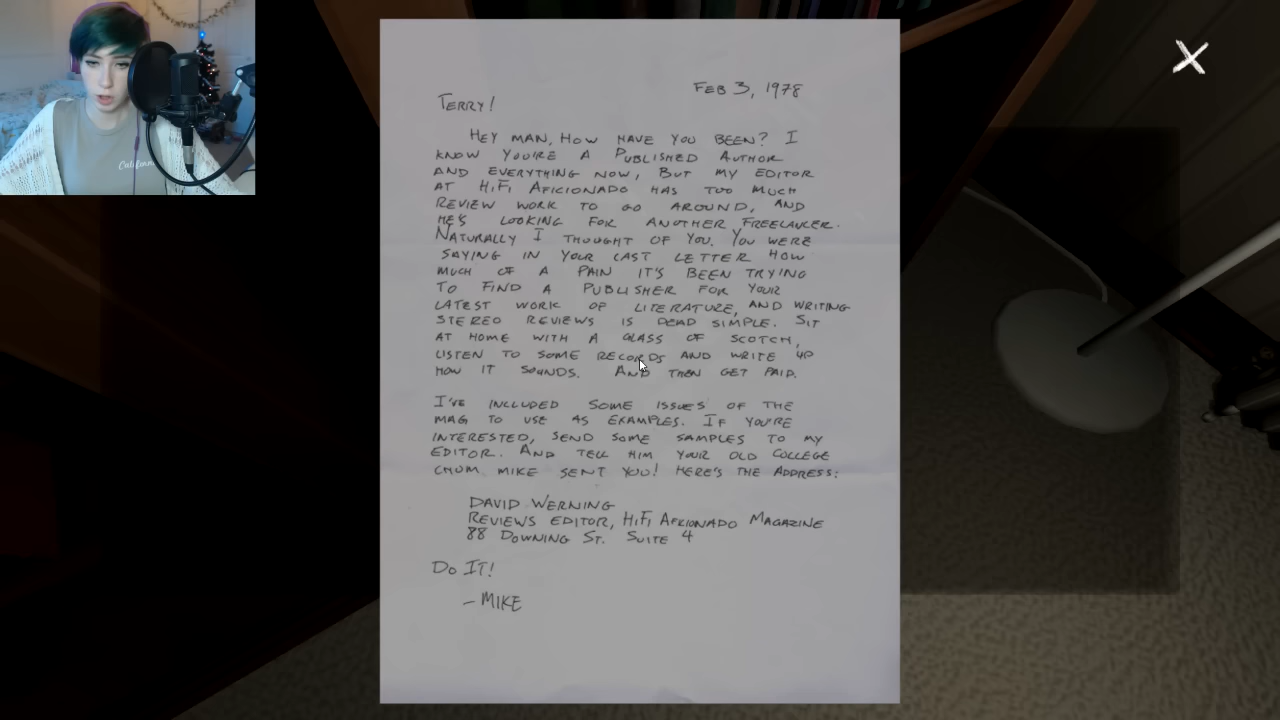 FEB 3, 1978
TERRY!
HEY MAN, HOW HAVE YOU BEEN? I
KNOW YOU'RE A PUBLISHED AUTHOR
AND EVERYTHING NOW, BUT MY EDITOR
AT HIFI AFICIONADO HAS TOO MUCH
REVIEW WORK TO GO AROUND, AND
HE'S LOOKING FOR ANOTHER FREELANCER.
NATURALLY I THOUGHT OF YOU. YOU WERE
SAYING IN YOUR LAST LETTER HOW
MUCH OF A PAIN IT'S BEEN TRYING
TO FIND A PUBLISHER FOR YOUR
LATEST WORK OF LITERATURE, AND WRITING
STEREO REVIEWS IS DEAD SIMPLE. SIT
AT HOME WITH A GLASS OF SCOTCH,
LISTEN TO SOME RECORDS AND WRITE UP
HOW IT SOUNDS. AND THEN GET PAID.
I'VE INCLUDED SOME ISSUES OF THE
MAG TO USE AS EXAMPLES. IF YOU'RE
INTERESTED, SEND SOME SAMPLES TO MY
EDITOR. AND TELL HIM YOUR OLD COLLEGE
CHUM MIKE SENT YOU! HERE'S THE ADDRESS:
DAVID WERNING
REVIEWS EDITOR, HIFI AFICIONADO MAGAZINE
88 DOWNING ST. SUITE 4
DO IT!
- MIKE